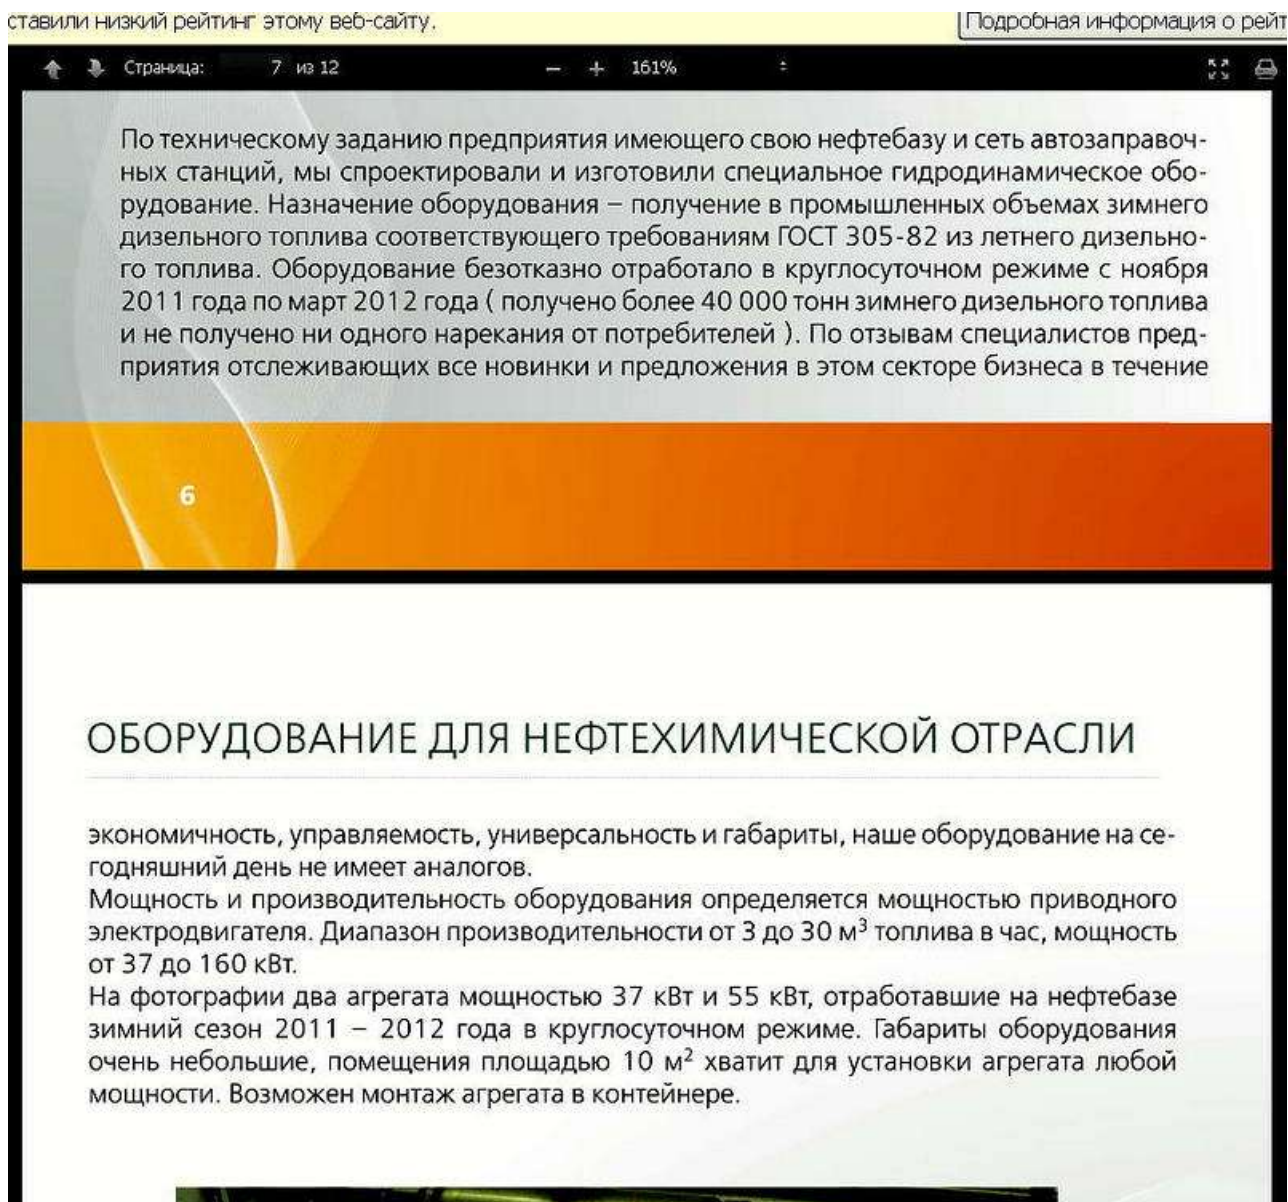 ставили низкий рейтинг этому веб-сайту.
Подробная информация о рейт
Страница: 7 из 12 − + 161%
По техническому заданию предприятия имеющего свою нефтебазу и сеть автозаправоч-
ных станций, мы спроектировали и изготовили специальное гидродинамическое обо-
рудование. Назначение оборудования – получение в промышленных объемах зимнего
дизельного топлива соответствующего требованиям ГОСТ 305-82 из летнего дизельно-
го топлива. Оборудование безотказно отработало в круглосуточном режиме с ноября
2011 года по март 2012 года ( получено более 40 000 тонн зимнего дизельного топлива
и не получено ни одного нарекания от потребителей ). По отзывам специалистов пред-
приятия отслеживающих все новинки и предложения в этом секторе бизнеса в течение
6
ОБОРУДОВАНИЕ ДЛЯ НЕФТЕХИМИЧЕСКОЙ ОТРАСЛИ
экономичность, управляемость, универсальность и габариты, наше оборудование на се-
годняшний день не имеет аналогов.
Мощность и производительность оборудования определяется мощностью приводного
электродвигателя. Диапазон производительности от 3 до 30 м³ топлива в час, мощность
от 37 до 160 кВт.
На фотографии два агрегата мощностью 37 кВт и 55 кВт, отработавшие на нефтебазе
зимний сезон 2011 – 2012 года в круглосуточном режиме. Габариты оборудования
очень небольшие, помещения площадью 10 м² хватит для установки агрегата любой
мощности. Возможен монтаж агрегата в контейнере.